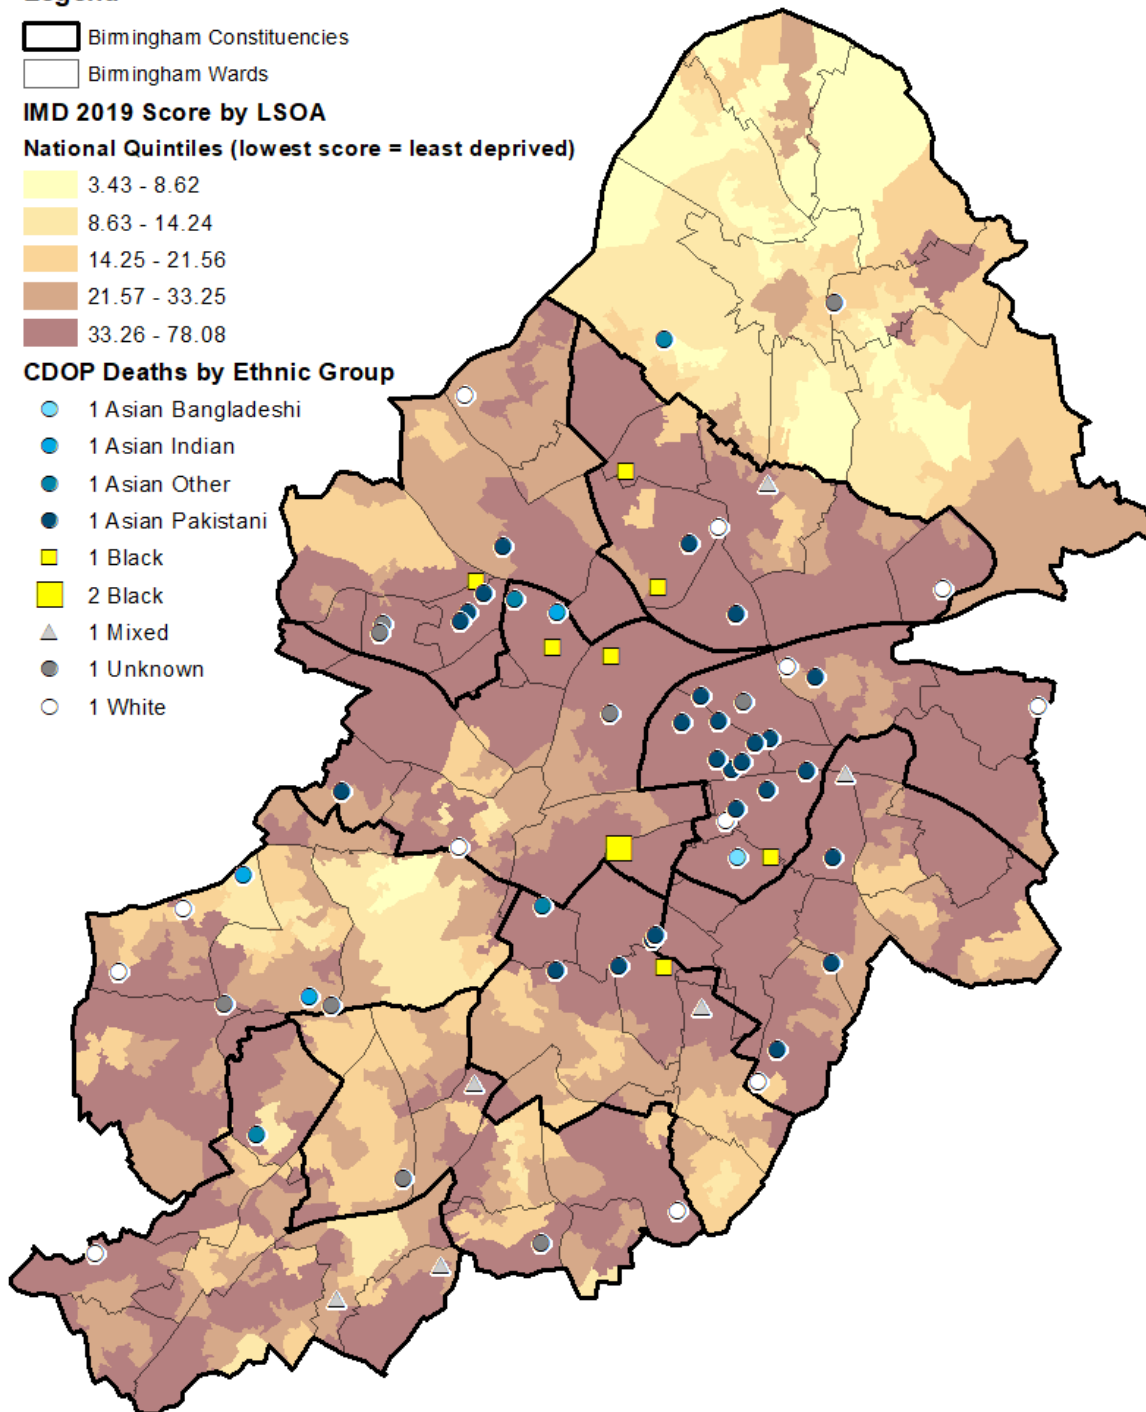 Legend
Birmingham Constituencies
Birmingham Wards
IMD 2019 Score by LSOA
National Quintiles (lowest score = least deprived)
3.43 - 8.62
8.63 - 14.24
14.25 - 21.56
21.57 - 33.25
33.26 - 78.08
CDOP Deaths by Ethnic Group
1 Asian Bangladeshi
1 Asian Indian
1 Asian Other
1 Asian Pakistani
1 Black
2 Black
1 Mixed
1 Unknown
1 White